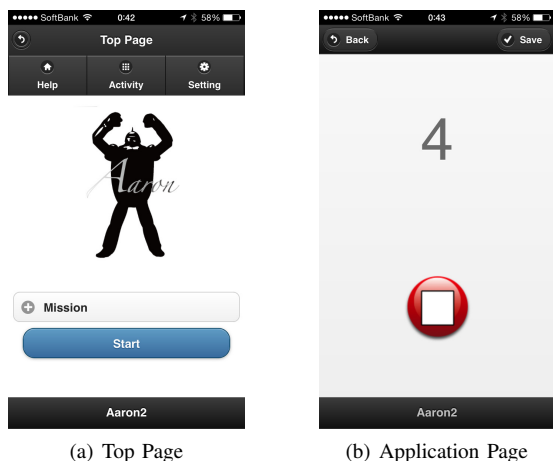 SoftBank 0:42 58%
Top Page
Help Activity Setting
Aaron
Mission
Start
Aaron2
(a) Top Page
SoftBank 0:43 58%
Back Save
4
Aaron2
(b) Application Page